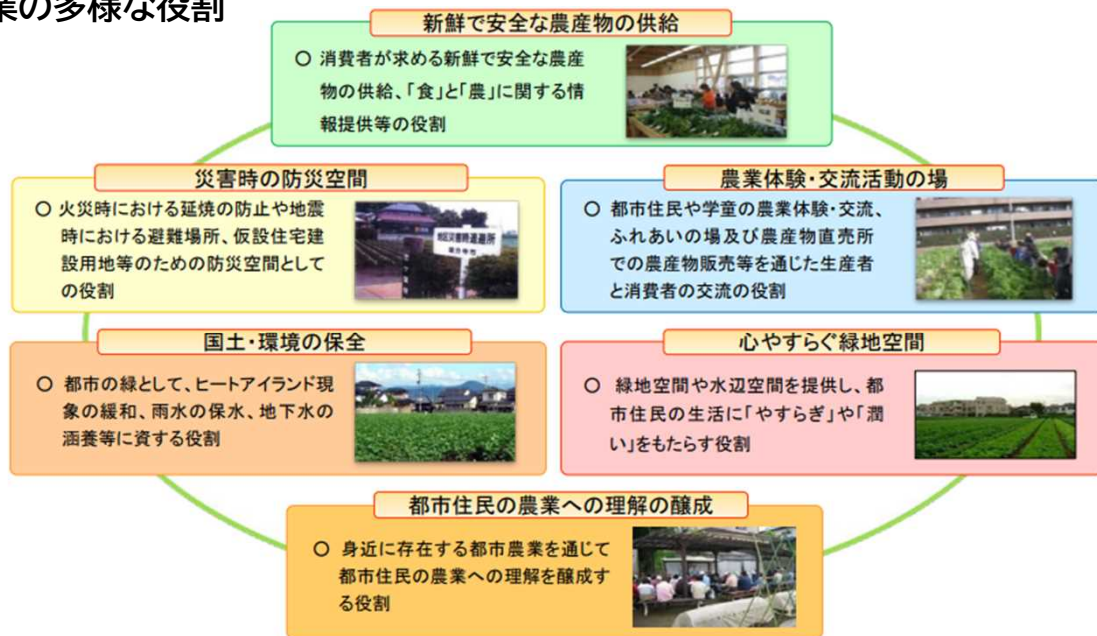 業の多様な役割
新鮮で安全な農産物の供給
○ 消費者が求める新鮮で安全な農産
物の供給、「食」と「農」に関する情
報提供等の役割
災害時の防災空間
○ 火災時における延焼の防止や地震
時における避難場所、仮設住宅建
設用地等のための防災空間として
の役割
農業体験・交流活動の場
○ 都市住民や学童の農業体験・交流、
ふれあいの場及び農産物直売所
での農産物販売等を通じた生産者
と消費者の交流の役割
国土・環境の保全
○ 都市の緑として、ヒートアイランド現
象の緩和、雨水の保水、地下水の
涵養等に資する役割
心やすらぐ緑地空間
○ 緑地空間や水辺空間を提供し、都
市住民の生活に「やすらぎ」や「潤
い」をもたらす役割
都市住民の農業への理解の醸成
○ 身近に存在する都市農業を通じて
都市住民の農業への理解を醸成す
る役割